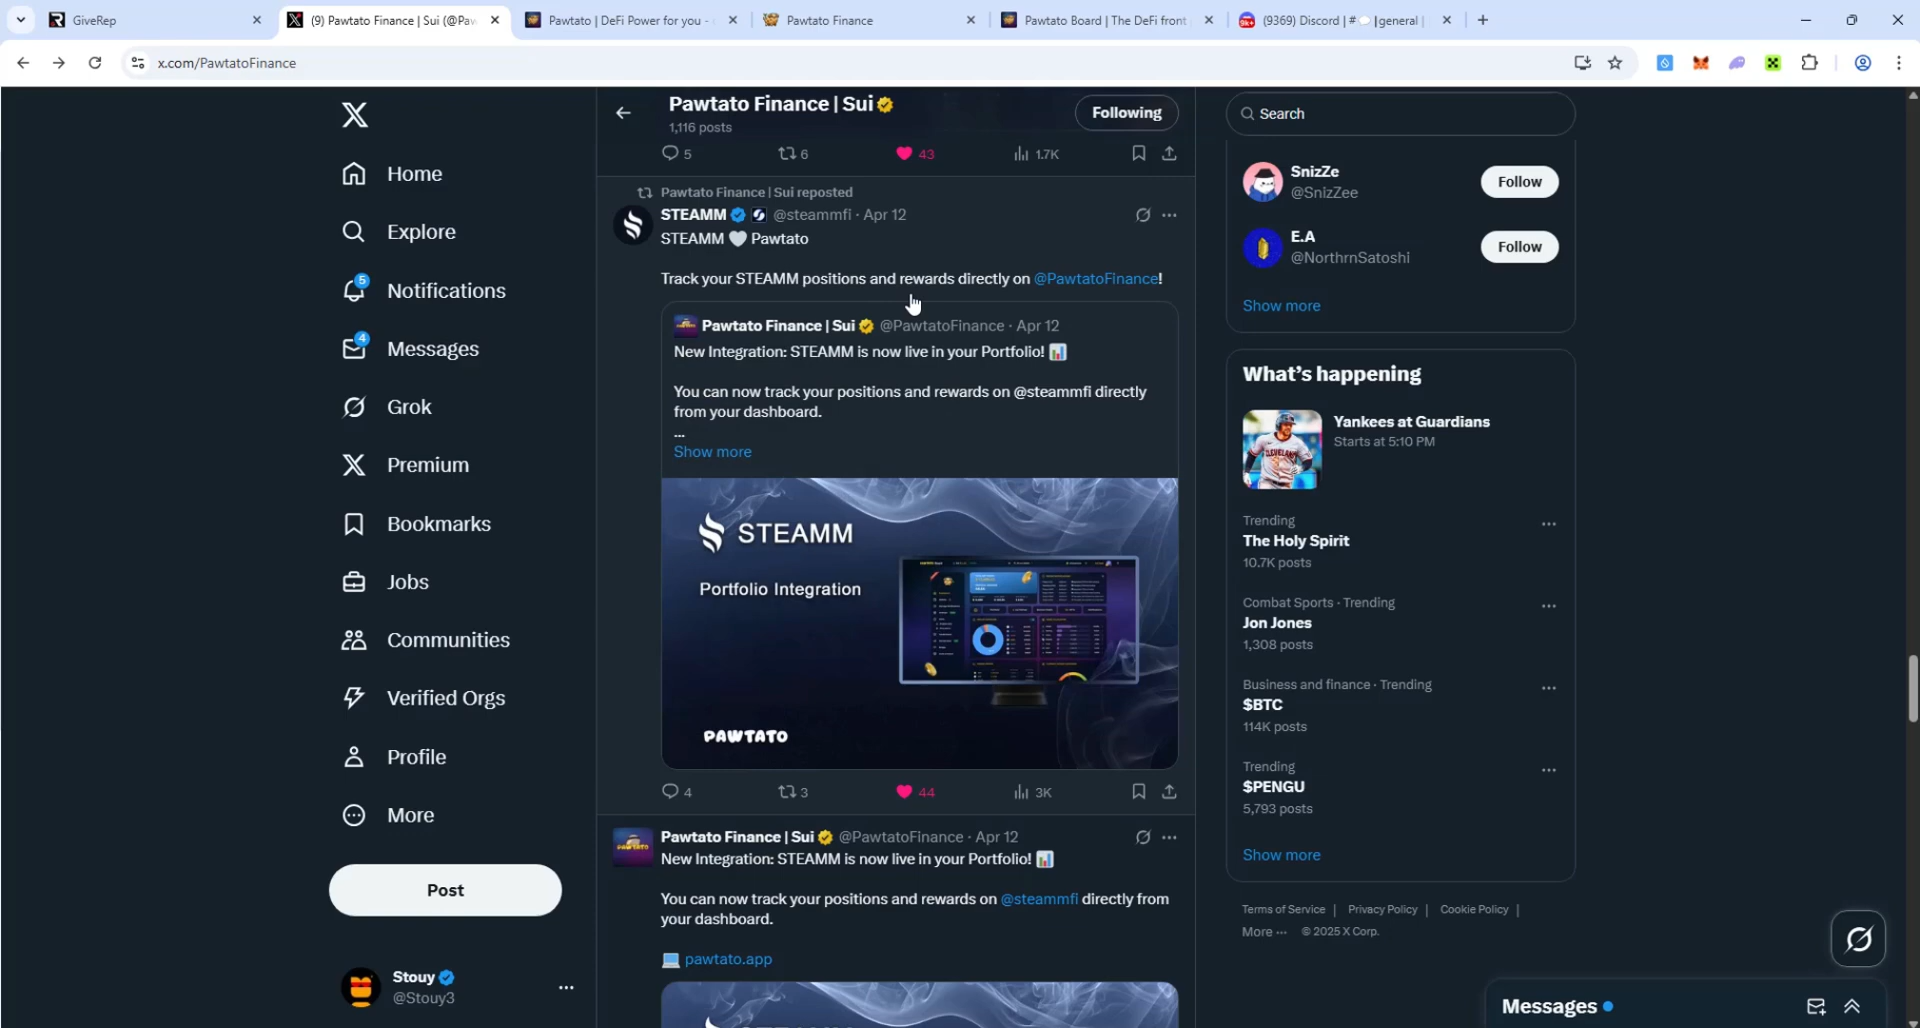 GiveRep
(9) Pawtato Finance | Sui (@Paw
Pawtato | DeFi Power for you -
Pawtato Finance
Pawtato Board | The DeFi front
(9369) Discord | # 💬 | general |
x.com/PawtatoFinance
Home
Explore
5
Notifications
4
Messages
Grok
Premium
Bookmarks
Jobs
Communities
Verified Orgs
Profile
More
Post
Stouy
@Stouy3
Pawtato Finance | Sui
1,116 posts
Following
5
6
43
1.7K
Pawtato Finance | Sui reposted
STEAMM @steammfi · Apr 12
STEAMM 🤍 Pawtato
Track your STEAMM positions and rewards directly on @PawtatoFinance!
Pawtato Finance | Sui @PawtatoFinance · Apr 12
New Integration: STEAMM is now live in your Portfolio! 📊
You can now track your positions and rewards on @steammfi directly
from your dashboard.
...
Show more
STEAMM
Portfolio Integration
PAWTATO
4
3
44
3K
PAWTATO
Pawtato Finance | Sui @PawtatoFinance · Apr 12
New Integration: STEAMM is now live in your Portfolio! 📊
You can now track your positions and rewards on @steammfi directly from
your dashboard.
💻 pawtato.app
Search
SnizZe
@SnizZee
Follow
E.A
@NorthrnSatoshi
Follow
Show more
What's happening
CLEVELAND
Yankees at Guardians
Starts at 5:10 PM
Trending
The Holy Spirit
10.7K posts
Combat Sports · Trending
Jon Jones
1,308 posts
Business and finance · Trending
$BTC
114K posts
Trending
$PENGU
5,793 posts
Show more
Terms of Service | Privacy Policy | Cookie Policy |
More ··· © 2025 X Corp.
Messages